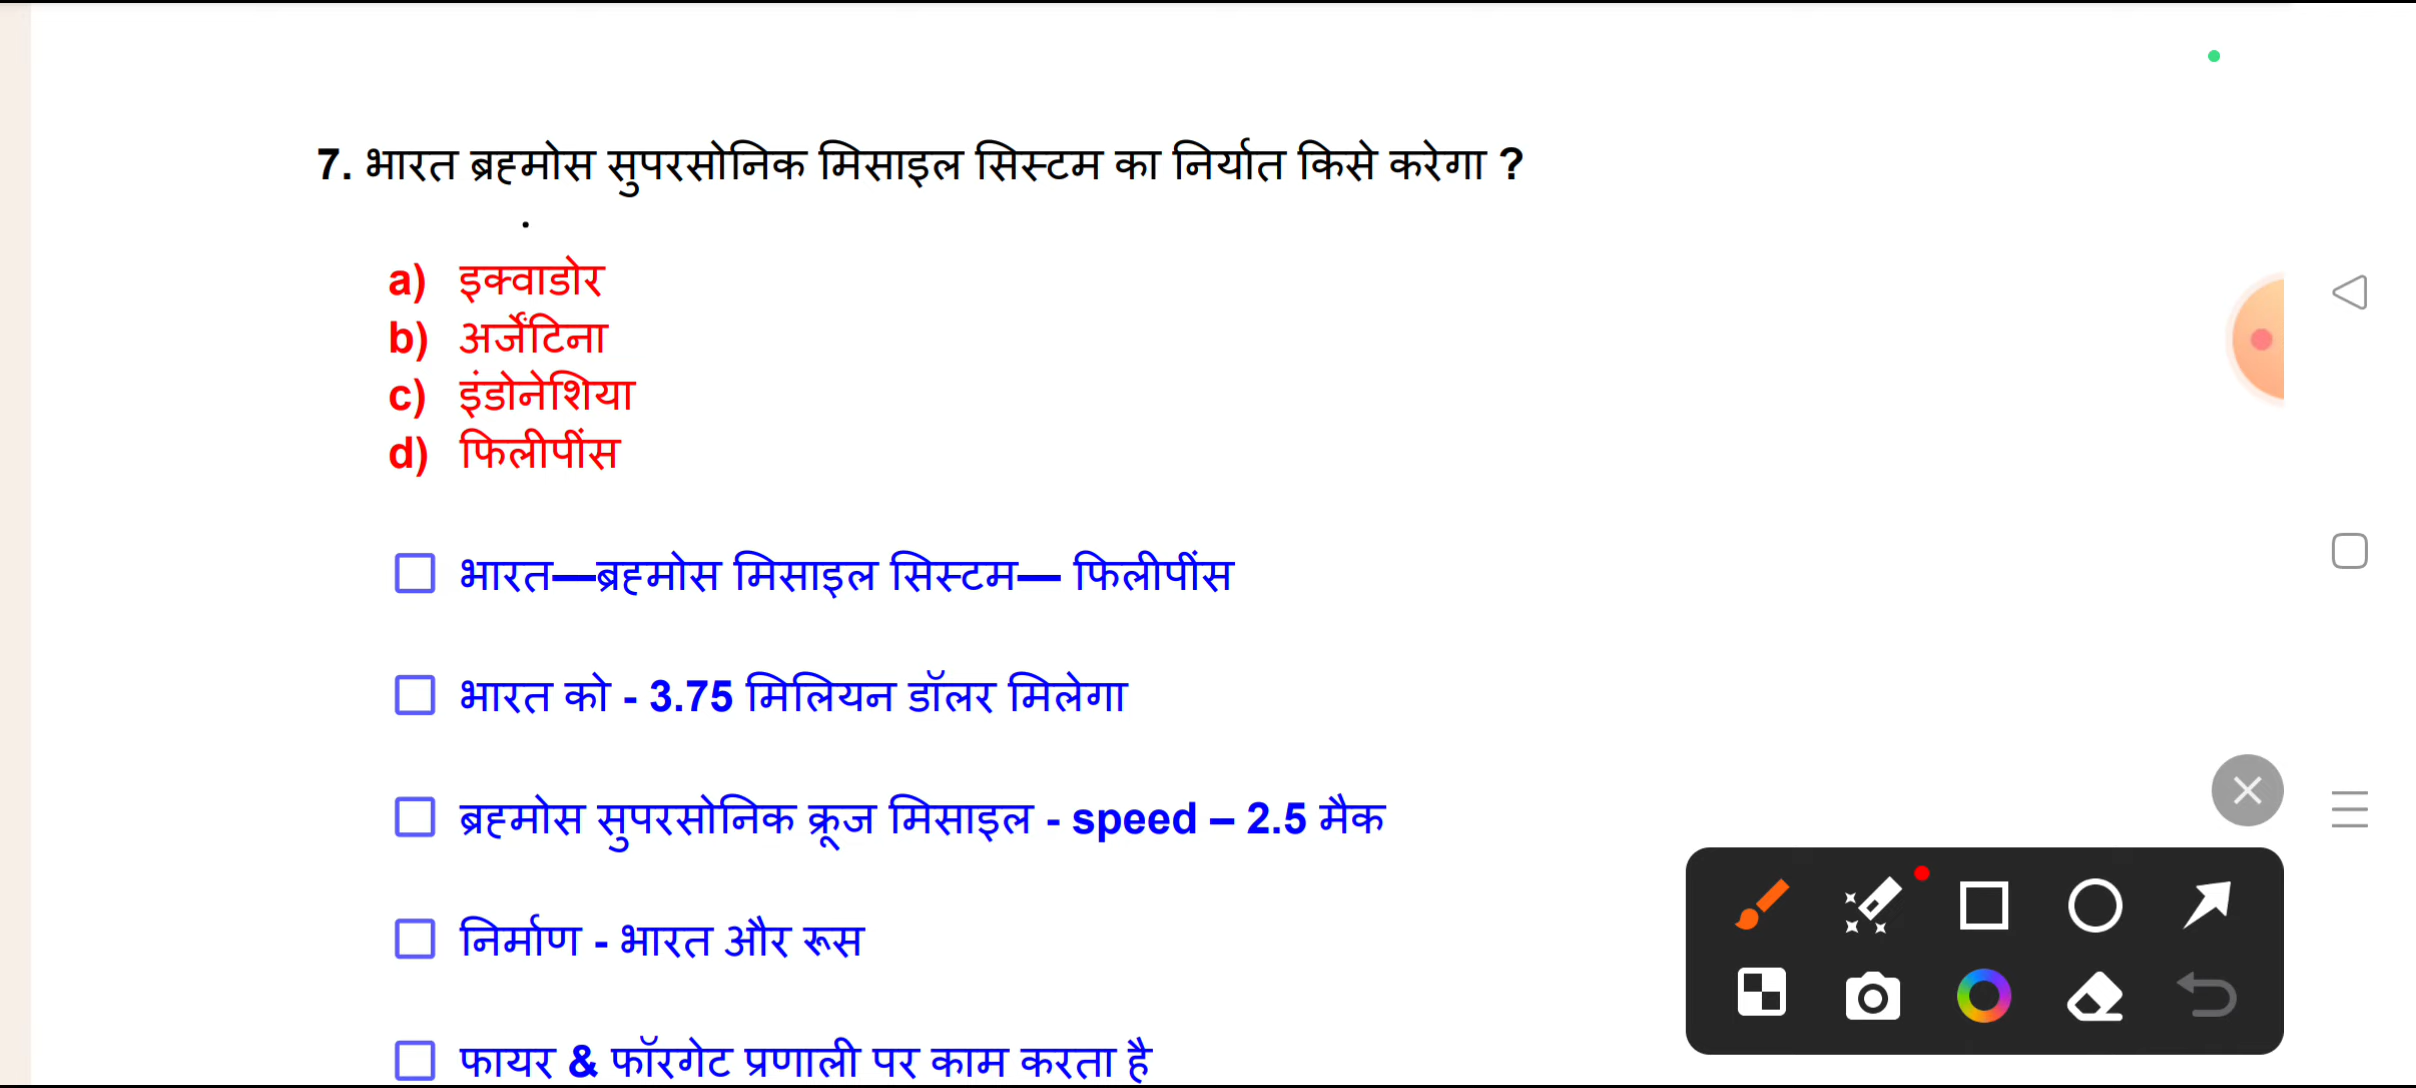 7. भारत ब्रह्मोस सुपरसोनिक मिसाइल सिस्टम का निर्यात किसे करेगा ?
a) इक्वाडोर
b) अर्जेंटिना
c) इंडोनेशिया
d) फिलीपींस
भारत—ब्रह्मोस मिसाइल सिस्टम— फिलीपींस
भारत को - 3.75 मिलियन डॉलर मिलेगा
ब्रह्मोस सुपरसोनिक क्रूज मिसाइल - speed – 2.5 मैक
निर्माण - भारत और रूस
फायर & फॉरगेट प्रणाली पर काम करता है